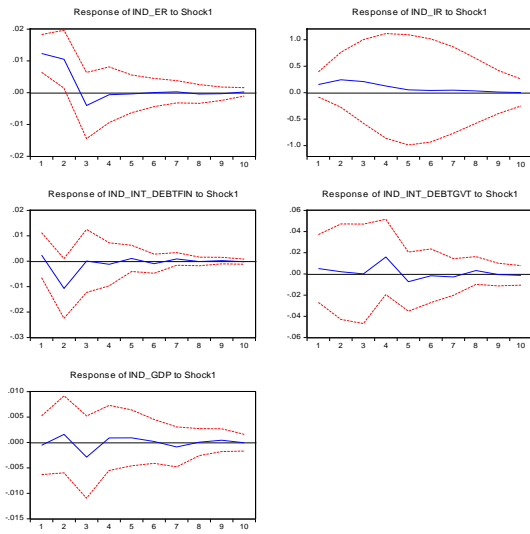 Response of IND_ER to Shock1
.02
.01
.00
-.01
-.02
1 2 3 4 5 6 7 8 9 10
Response of IND_IR to Shock1
1.0
0.5
0.0
-0.5
-1.0
1 2 3 4 5 6 7 8 9 10
Response of IND_INT_DEBTFIN to Shock1
.02
.01
.00
-.01
-.02
-.03
1 2 3 4 5 6 7 8 9 10
Response of IND_INT_DEBTGVT to Shock1
.06
.04
.02
.00
-.02
-.04
-.06
1 2 3 4 5 6 7 8 9 10
Response of IND_GDP to Shock1
.010
.005
.000
-.005
-.010
-.015
1 2 3 4 5 6 7 8 9 10